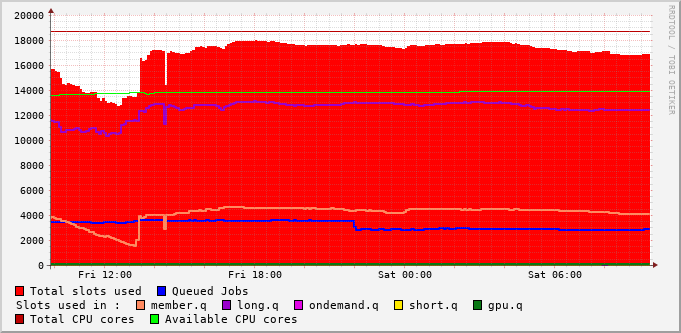 RRDTOOL / TOBI OETIKER
20000
18000
16000
14000
12000
10000
8000
6000
4000
2000
0
Fri 12:00 Fri 18:00 Sat 00:00 Sat 06:00
Total slots used Queued Jobs
Slots used in : member.q long.q ondemand.q short.q gpu.q
Total CPU cores Available CPU cores